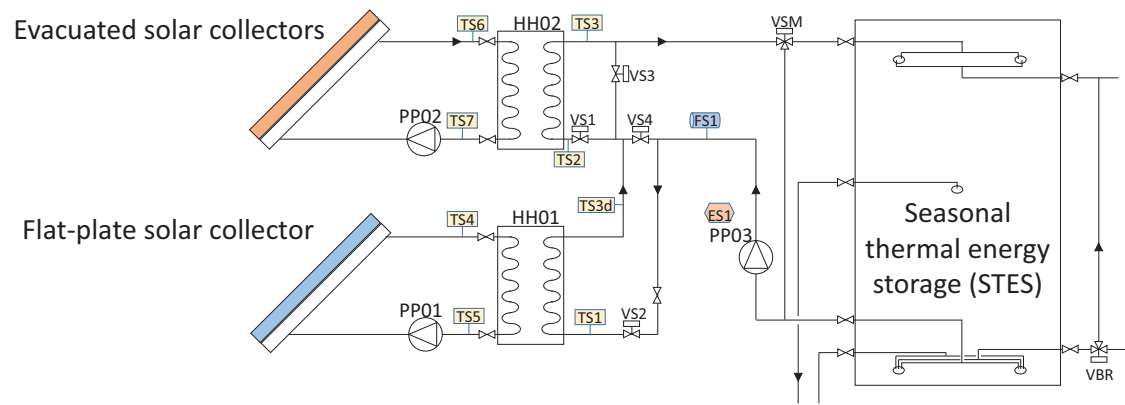 Evacuated solar collectors
TS6
HH02
TS3
VSM
VS3
PP02
TS7
VS1
VS4
FS1
TS2
Flat-plate solar collector
TS4
HH01
TS3d
ES1
PP03
Seasonal
thermal energy
storage (STES)
PP01
TS5
TS1
VS2
VBR